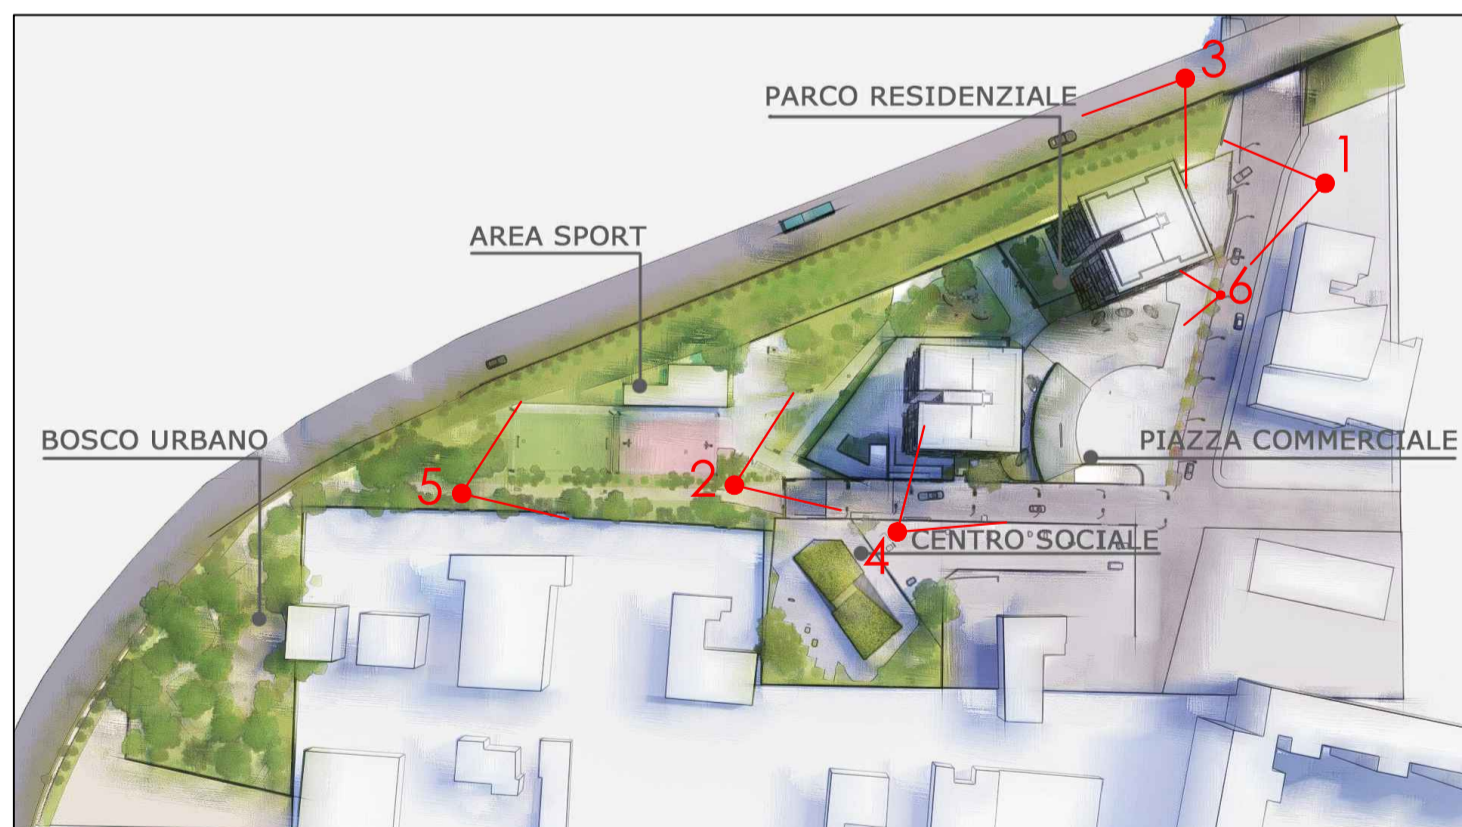 3
PARCO RESIDENZIALE
1
AREA SPORT
6
BOSCO URBANO
PIAZZA COMMERCIALE
5
2
4
CENTRO SOCIALE